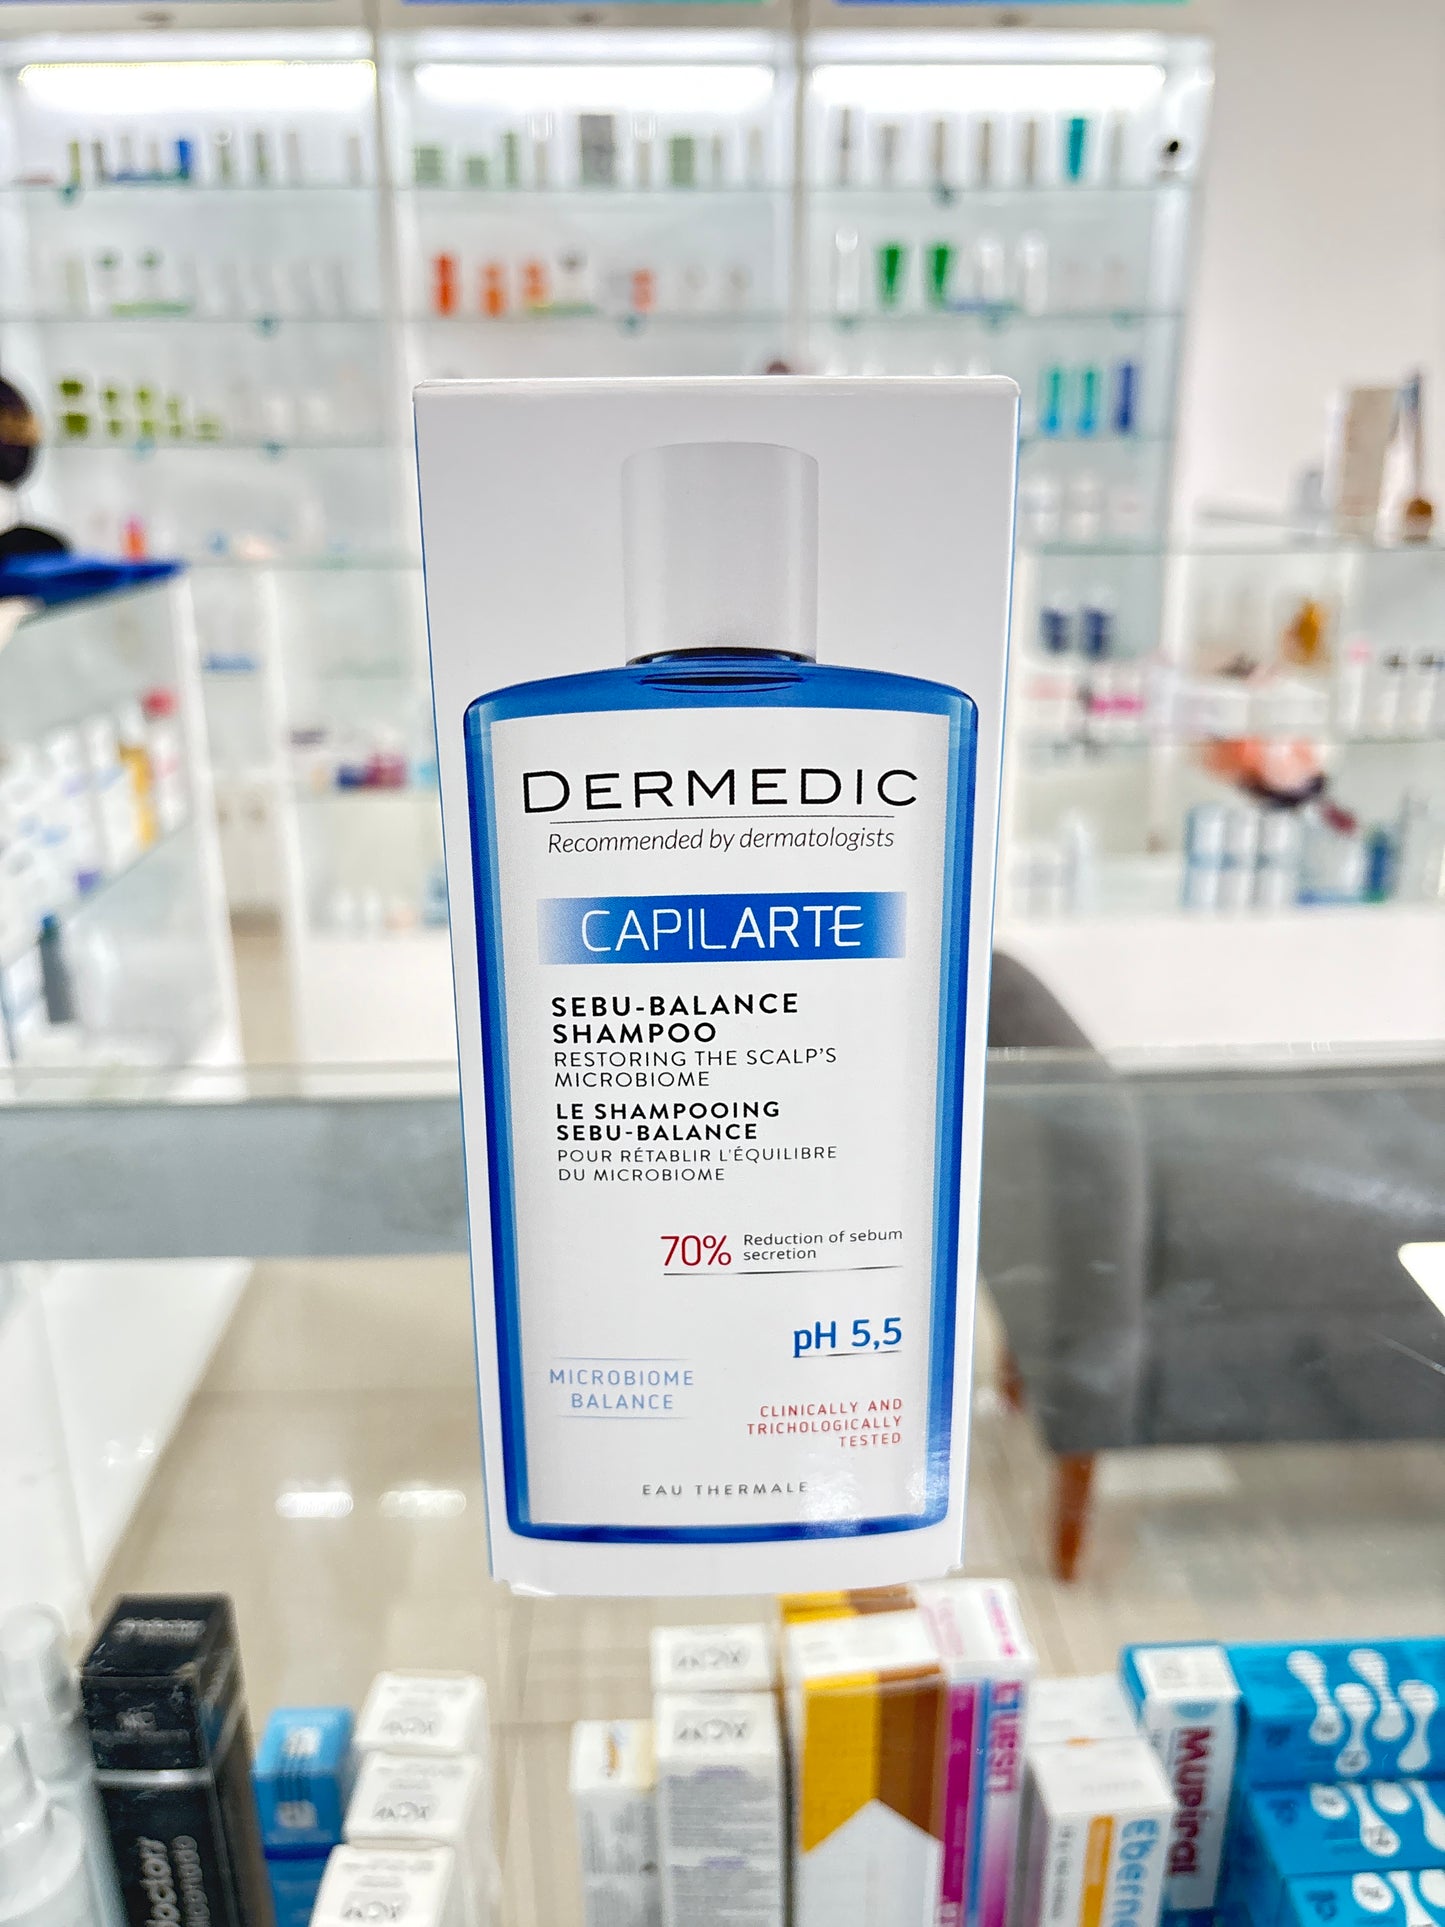 DERMEDIC
Recommended by dermatologists
CAPILARTE
SEBU-BALANCE
SHAMPOO
RESTORING THE SCALP'S
MICROBIOME
LE SHAMPOOING
SEBU-BALANCE
POUR RÉTABLIR L'ÉQUILIBRE
DU MICROBIOME
70% Reduction of sebum
secretion
pH 5,5
MICROBIOME
BALANCE
CLINICALLY AND
TRICHOLOGICALLY
TESTED
EAU THERMALE
Mupiral